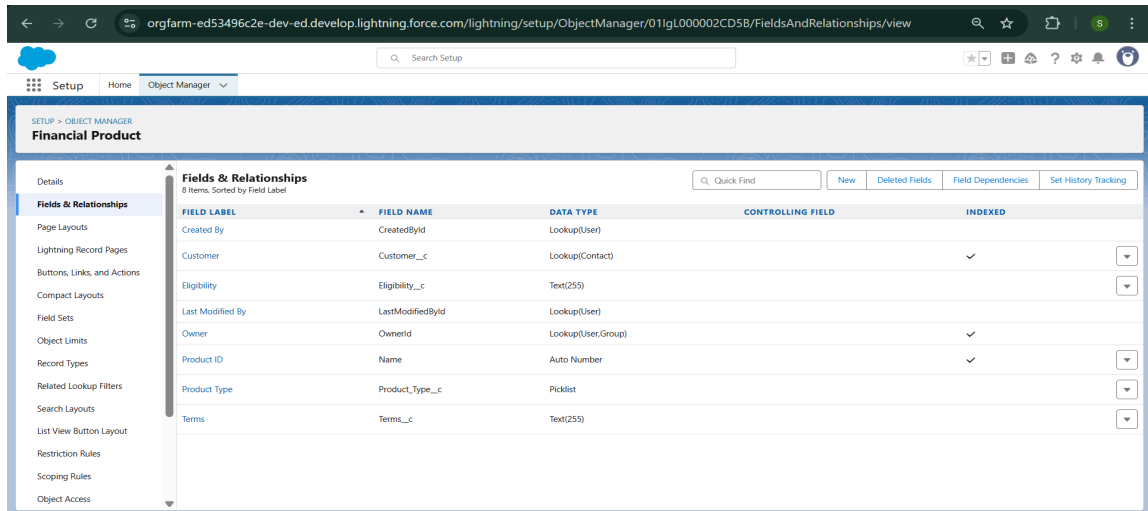 orgfarm-ed53496c2e-dev-ed.develop.lightning.force.com/lightning/setup/ObjectManager/01IgL000002CD5B/FieldsAndRelationships/view
S
Search Setup
Setup Home Object Manager
SETUP > OBJECT MANAGER
Financial Product
Details
Fields & Relationships
Page Layouts
Lightning Record Pages
Buttons, Links, and Actions
Compact Layouts
Field Sets
Object Limits
Record Types
Related Lookup Filters
Search Layouts
List View Button Layout
Restriction Rules
Scoping Rules
Object Access
Fields & Relationships
8 Items, Sorted by Field Label
Quick Find New Deleted Fields Field Dependencies Set History Tracking
FIELD LABEL FIELD NAME DATA TYPE CONTROLLING FIELD INDEXED
Created By CreatedById Lookup(User)
Customer Customer__c Lookup(Contact)
Eligibility Eligibility__c Text(255)
Last Modified By LastModifiedById Lookup(User)
Owner OwnerId Lookup(User,Group)
Product ID Name Auto Number
Product Type Product_Type__c Picklist
Terms Terms__c Text(255)